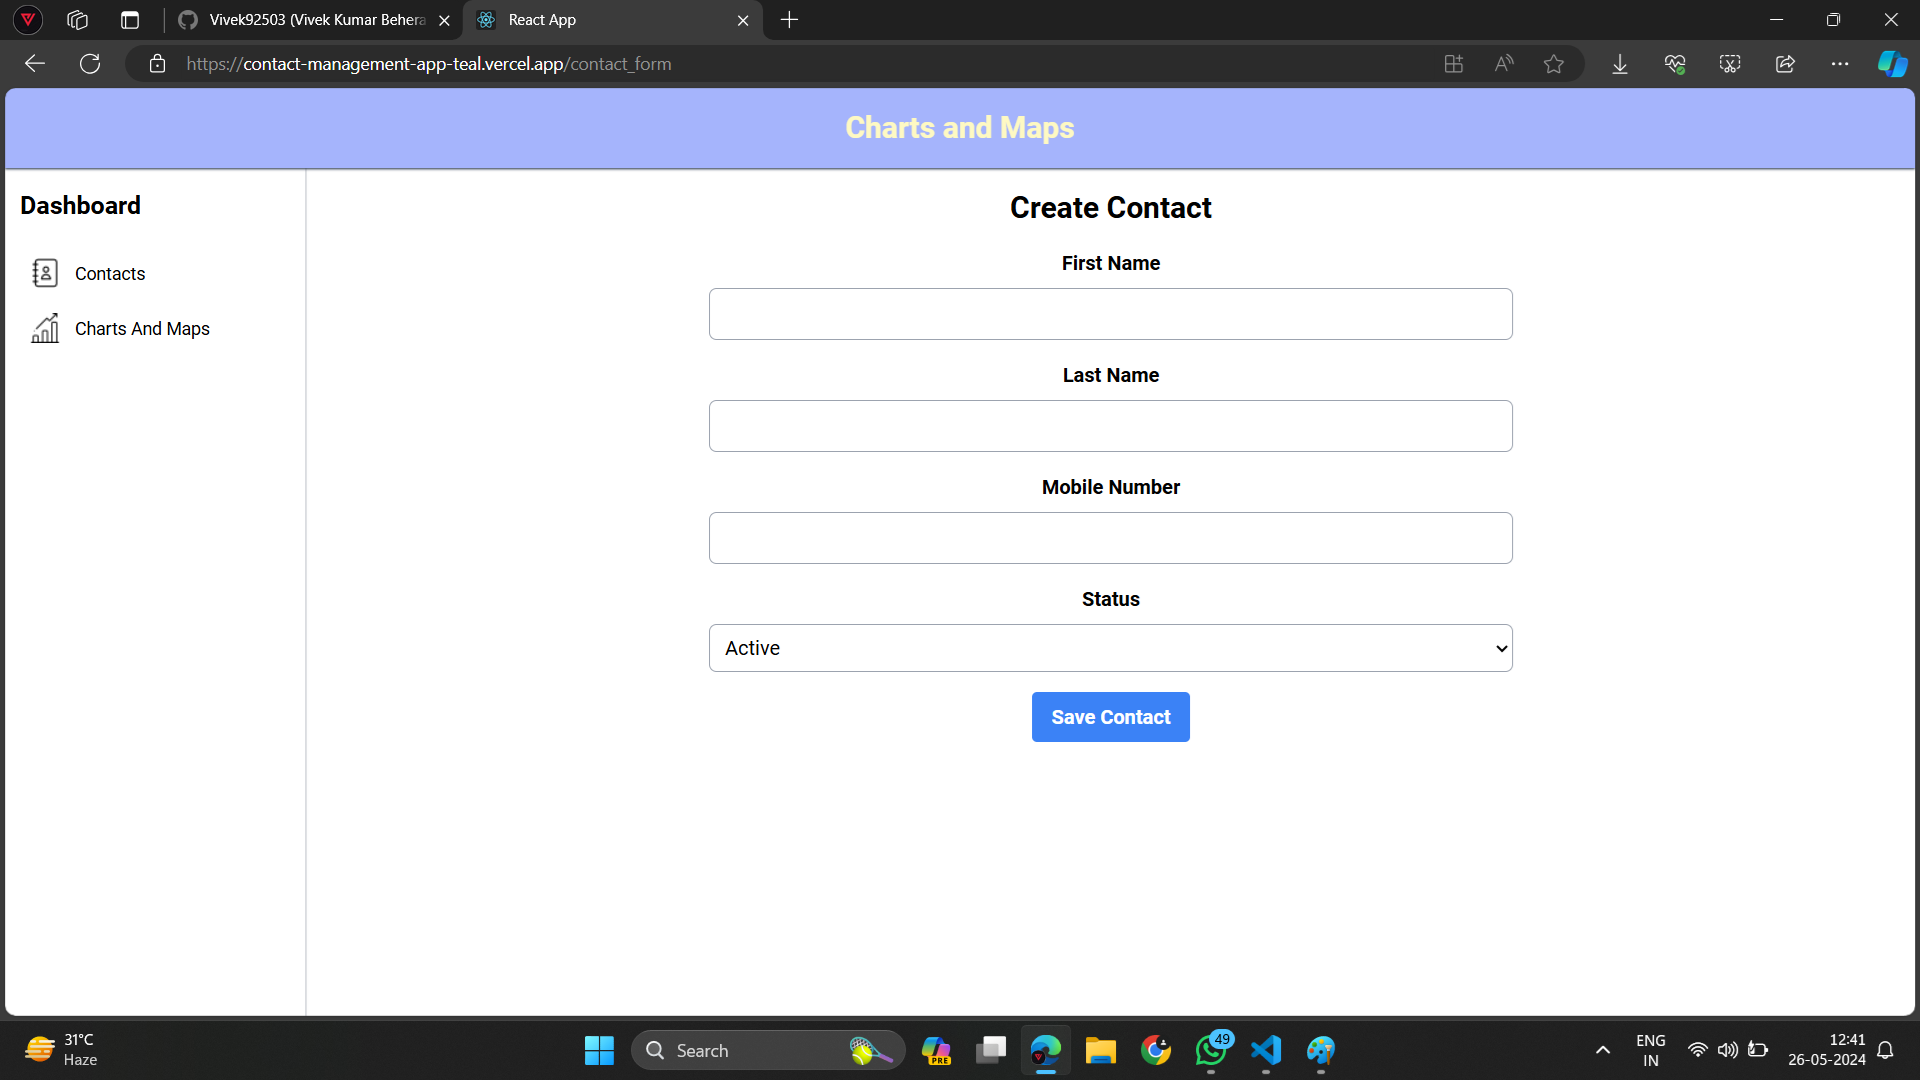 Vivek92503 (Vivek Kumar Behera
React App
https://contact-management-app-teal.vercel.app/contact_form
Charts and Maps
Dashboard
Contacts
Charts And Maps
Create Contact
First Name
Last Name
Mobile Number
Status
Active
Save Contact
31°C
Haze
Search
PRE
49
ENG
IN
12:41
26-05-2024